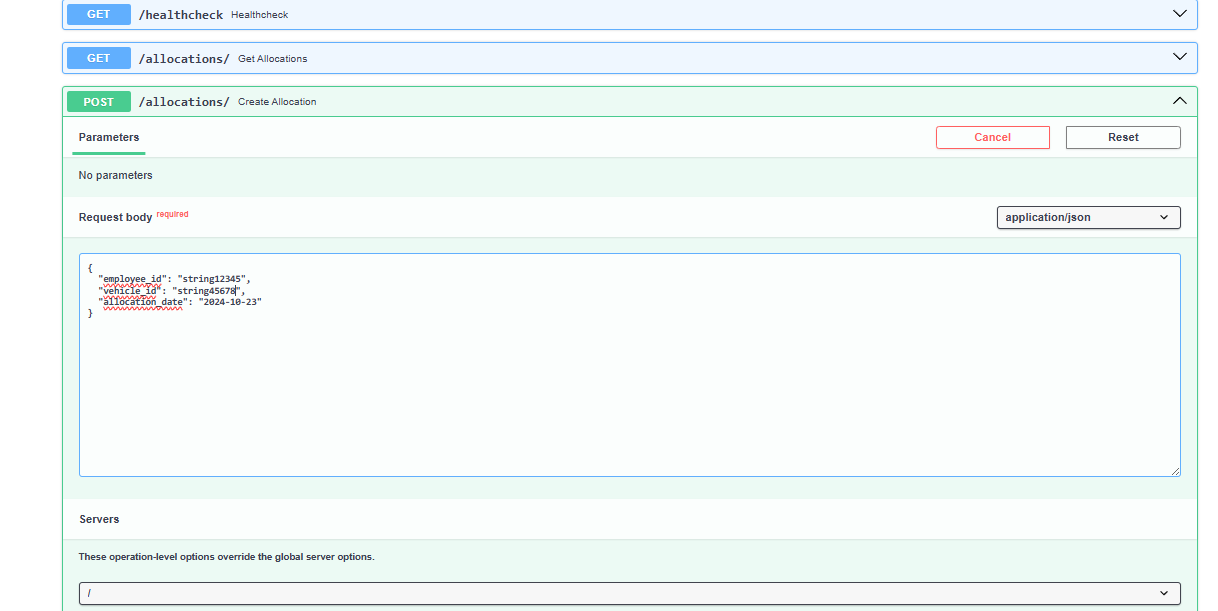 GET /healthcheck Healthcheck
GET /allocations/ Get Allocations
POST /allocations/ Create Allocation
Parameters Cancel Reset
No parameters
Request body required application/json
{
  "employee_id": "string12345",
  "vehicle_id": "string45678",
  "allocation_date": "2024-10-23"
}
Servers
These operation-level options override the global server options.
/